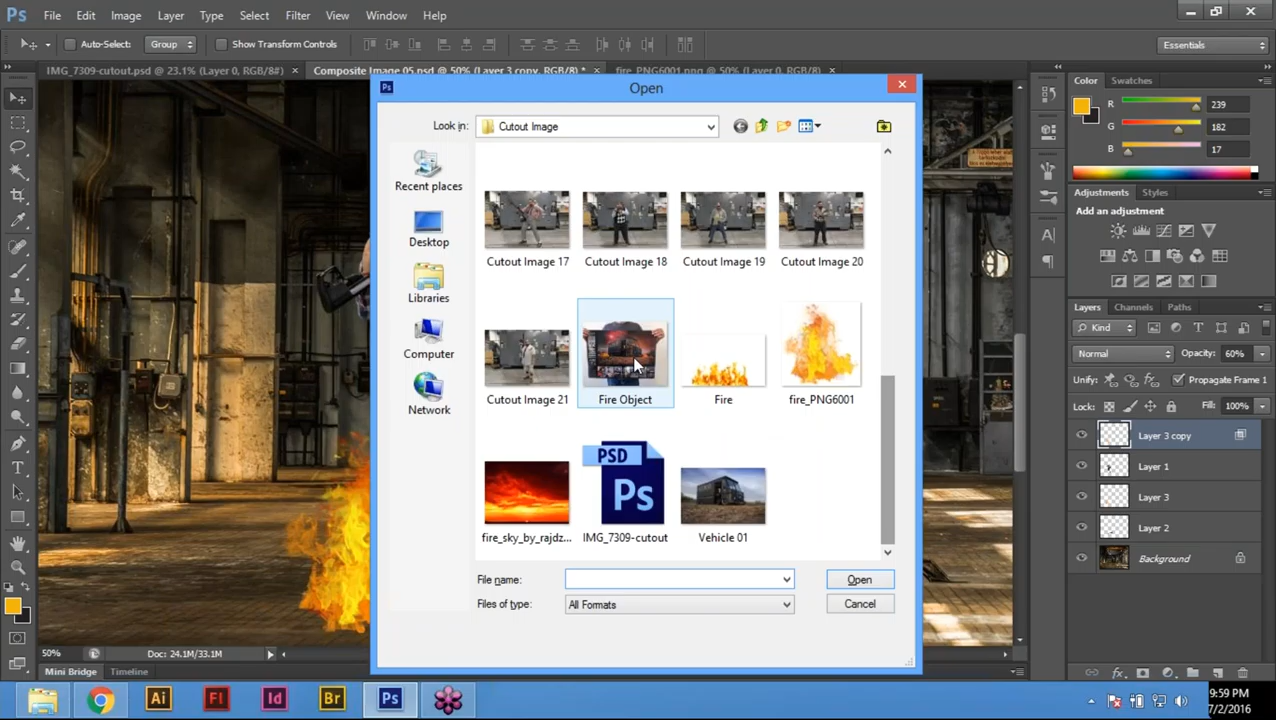 Ps File Edit Image Layer Type Select Filter View Window Help
Auto-Select: Group Show Transform Controls Essentials
IMG_7309-cutout.psd @ 23.1% (Layer 0, RGB/8#) × Composite Image 05.psd @ 50% (Layer 3 copy, RGB/8) * × fire_PNG6001.png @ 50% (Layer 0, RGB/8) ×
Ps Open
Look in: Cutout Image
Recent places
Desktop
Libraries
Computer
Network
Cutout Image 17 Cutout Image 18 Cutout Image 19 Cutout Image 20
Cutout Image 21 Fire Object Fire fire_PNG6001
PSD
Ps
fire_sky_by_rajdz... IMG_7309-cutout Vehicle 01
File name: Open
Files of type: All Formats Cancel
Color Swatches
R 239
G 182
B 17
Adjustments Styles
Add an adjustment
Layers Channels Paths
Kind
Normal Opacity: 60%
Unify: Propagate Frame 1
Lock: Fill: 100%
Layer 3 copy
Layer 1
Layer 3
Layer 2
Background
50% Doc: 24.1M/33.1M
Mini Bridge Timeline
Ai Fl Id Br Ps
9:59 PM
7/2/2016